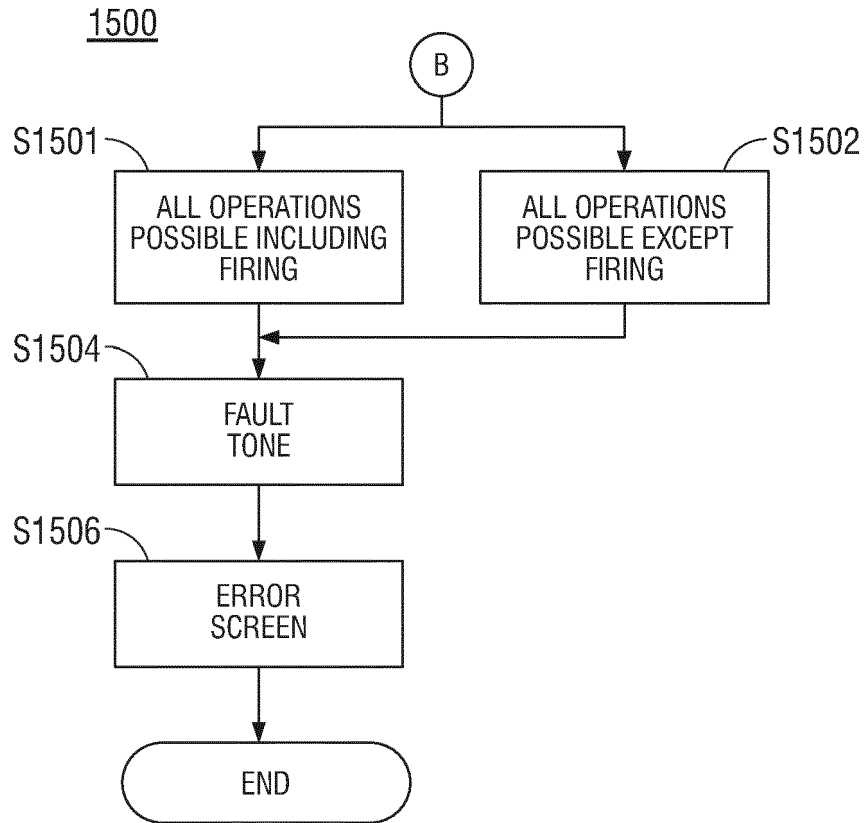 1500
B
S1501
S1502
ALL OPERATIONS
POSSIBLE INCLUDING
FIRING
ALL OPERATIONS
POSSIBLE EXCEPT
FIRING
S1504
FAULT
TONE
S1506
ERROR
SCREEN
END